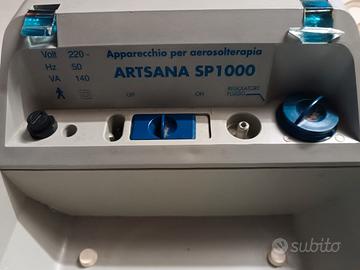 Volt 220~
Hz 50
VA 140
Apparecchio per aerosolterapia
ARTSANA SP1000
OFF
ON
REGOLATORE
FLUSSO
subito